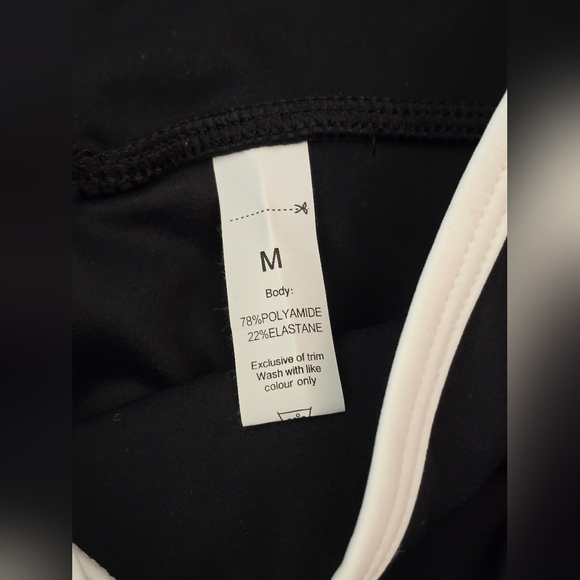 M
Body:
78%POLYAMIDE
22%ELASTANE
Exclusive of trim
Wash with like
colour only